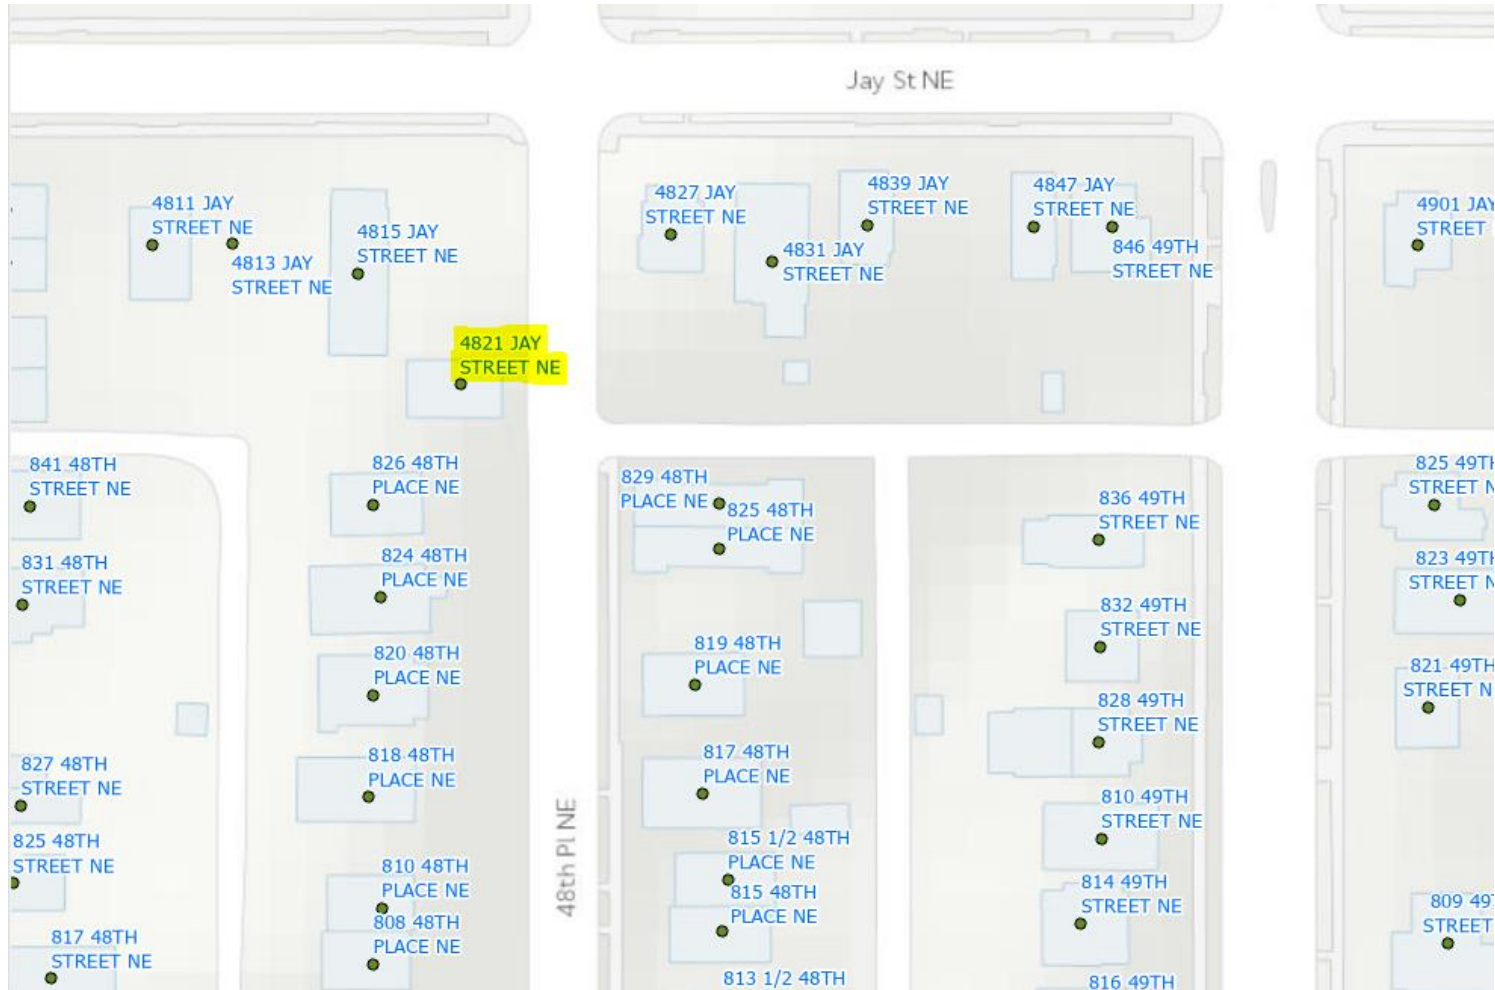 Jay St NE
4811 JAY
STREET NE
4813 JAY
STREET NE
4815 JAY
STREET NE
4821 JAY
STREET NE
4827 JAY
STREET NE
4831 JAY
STREET NE
4839 JAY
STREET NE
4847 JAY
STREET NE
846 49TH
STREET NE
4901 JAY
STREET
841 48TH
STREET NE
831 48TH
STREET NE
827 48TH
STREET NE
825 48TH
STREET NE
817 48TH
STREET NE
826 48TH
PLACE NE
824 48TH
PLACE NE
820 48TH
PLACE NE
818 48TH
PLACE NE
810 48TH
PLACE NE
808 48TH
PLACE NE
48th Pl NE
829 48TH
PLACE NE
825 48TH
PLACE NE
819 48TH
PLACE NE
817 48TH
PLACE NE
815 1/2 48TH
PLACE NE
815 48TH
PLACE NE
813 1/2 48TH
836 49TH
STREET NE
832 49TH
STREET NE
828 49TH
STREET NE
810 49TH
STREET NE
814 49TH
STREET NE
816 49TH
825 49TH
STREET N
823 49TH
STREET N
821 49TH
STREET N
809 49T
STREET